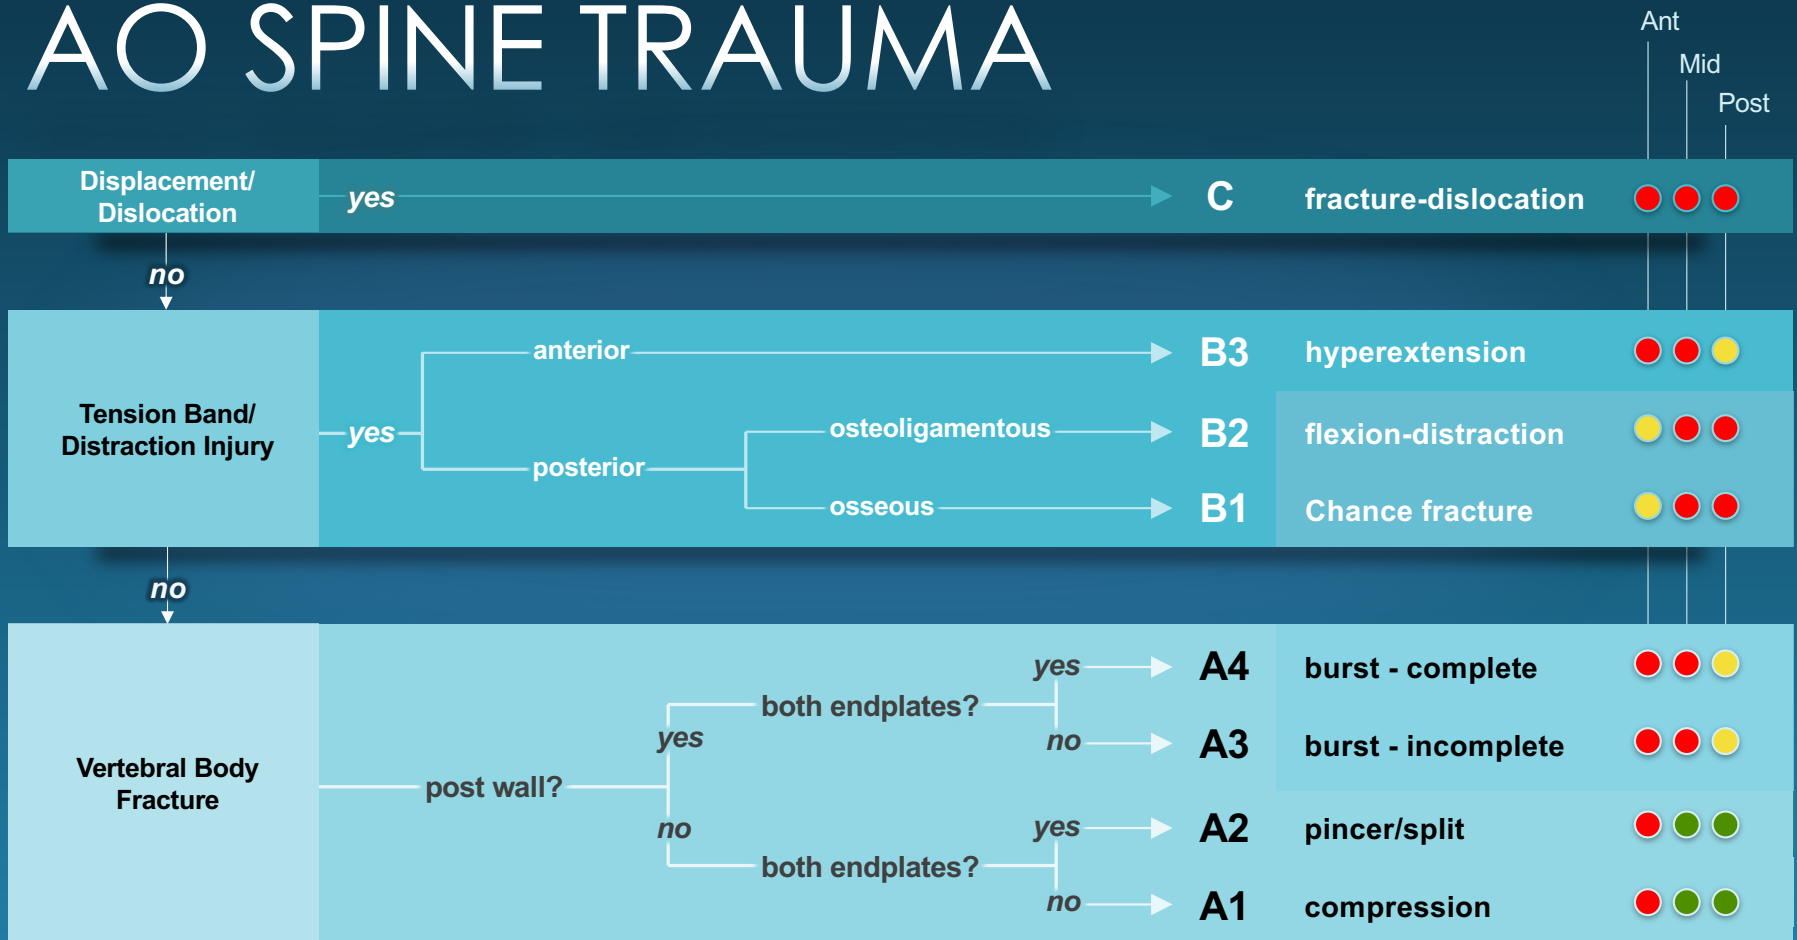 AO SPINE TRAUMA
Ant
Mid
Post
Displacement/
Dislocation
yes
C
fracture-dislocation
no
Tension Band/
Distraction Injury
yes
anterior
B3
hyperextension
posterior
osteoligamentous
B2
flexion-distraction
osseous
B1
Chance fracture
no
Vertebral Body
Fracture
post wall?
yes
both endplates?
yes
A4
burst - complete
no
A3
burst - incomplete
no
both endplates?
yes
A2
pincer/split
no
A1
compression